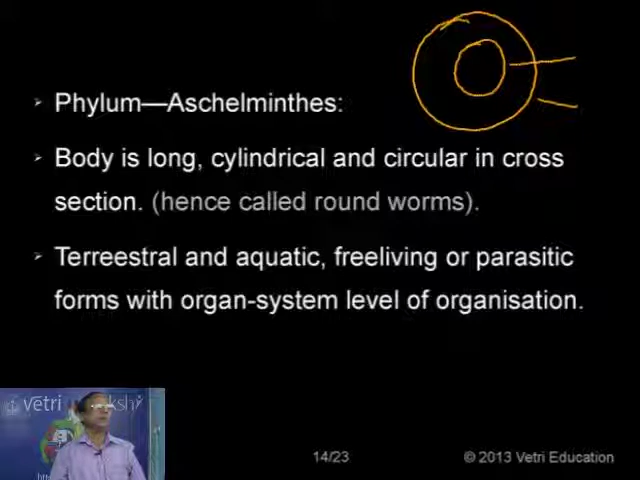 Phylum—Aschelminthes:
Body is long, cylindrical and circular in cross
section. (hence called round worms).
Terreestral and aquatic, freeliving or parasitic
forms with organ-system level of organisation.
vetri
14/23
© 2013 Vetri Education